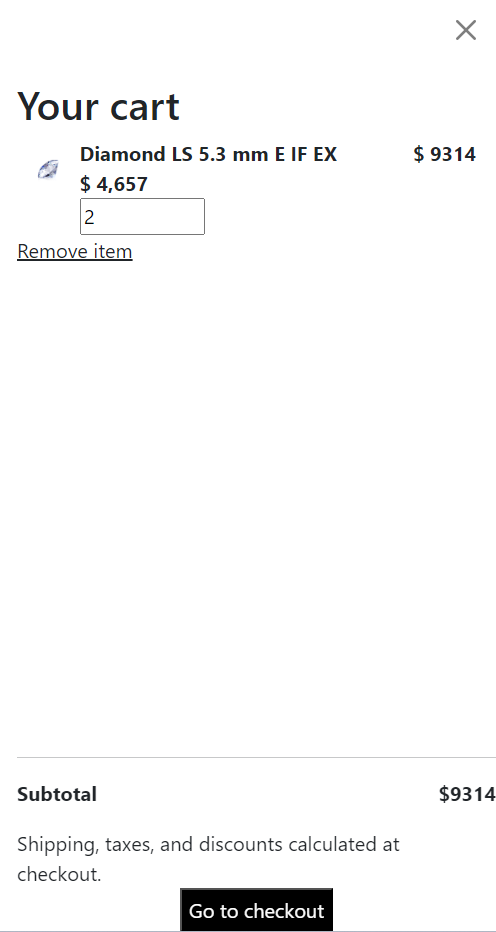 Your cart
Diamond LS 5.3 mm E IF EX $ 9314
$ 4,657
2
Remove item
Subtotal $9314
Shipping, taxes, and discounts calculated at
checkout.
Go to checkout